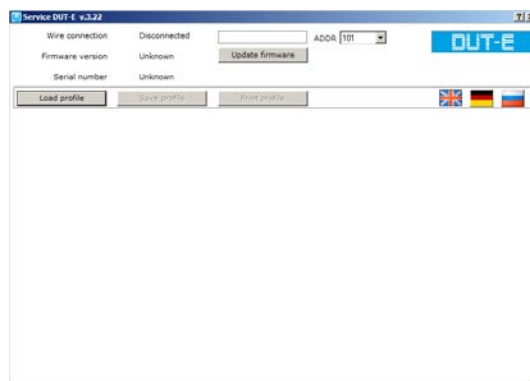 Service DUT-E v.3.22
Wire connection Disconnected ADDR 101
Firmware version Unknown Update firmware
DUT-E
Serial number Unknown
Load profile Save profile Print profile